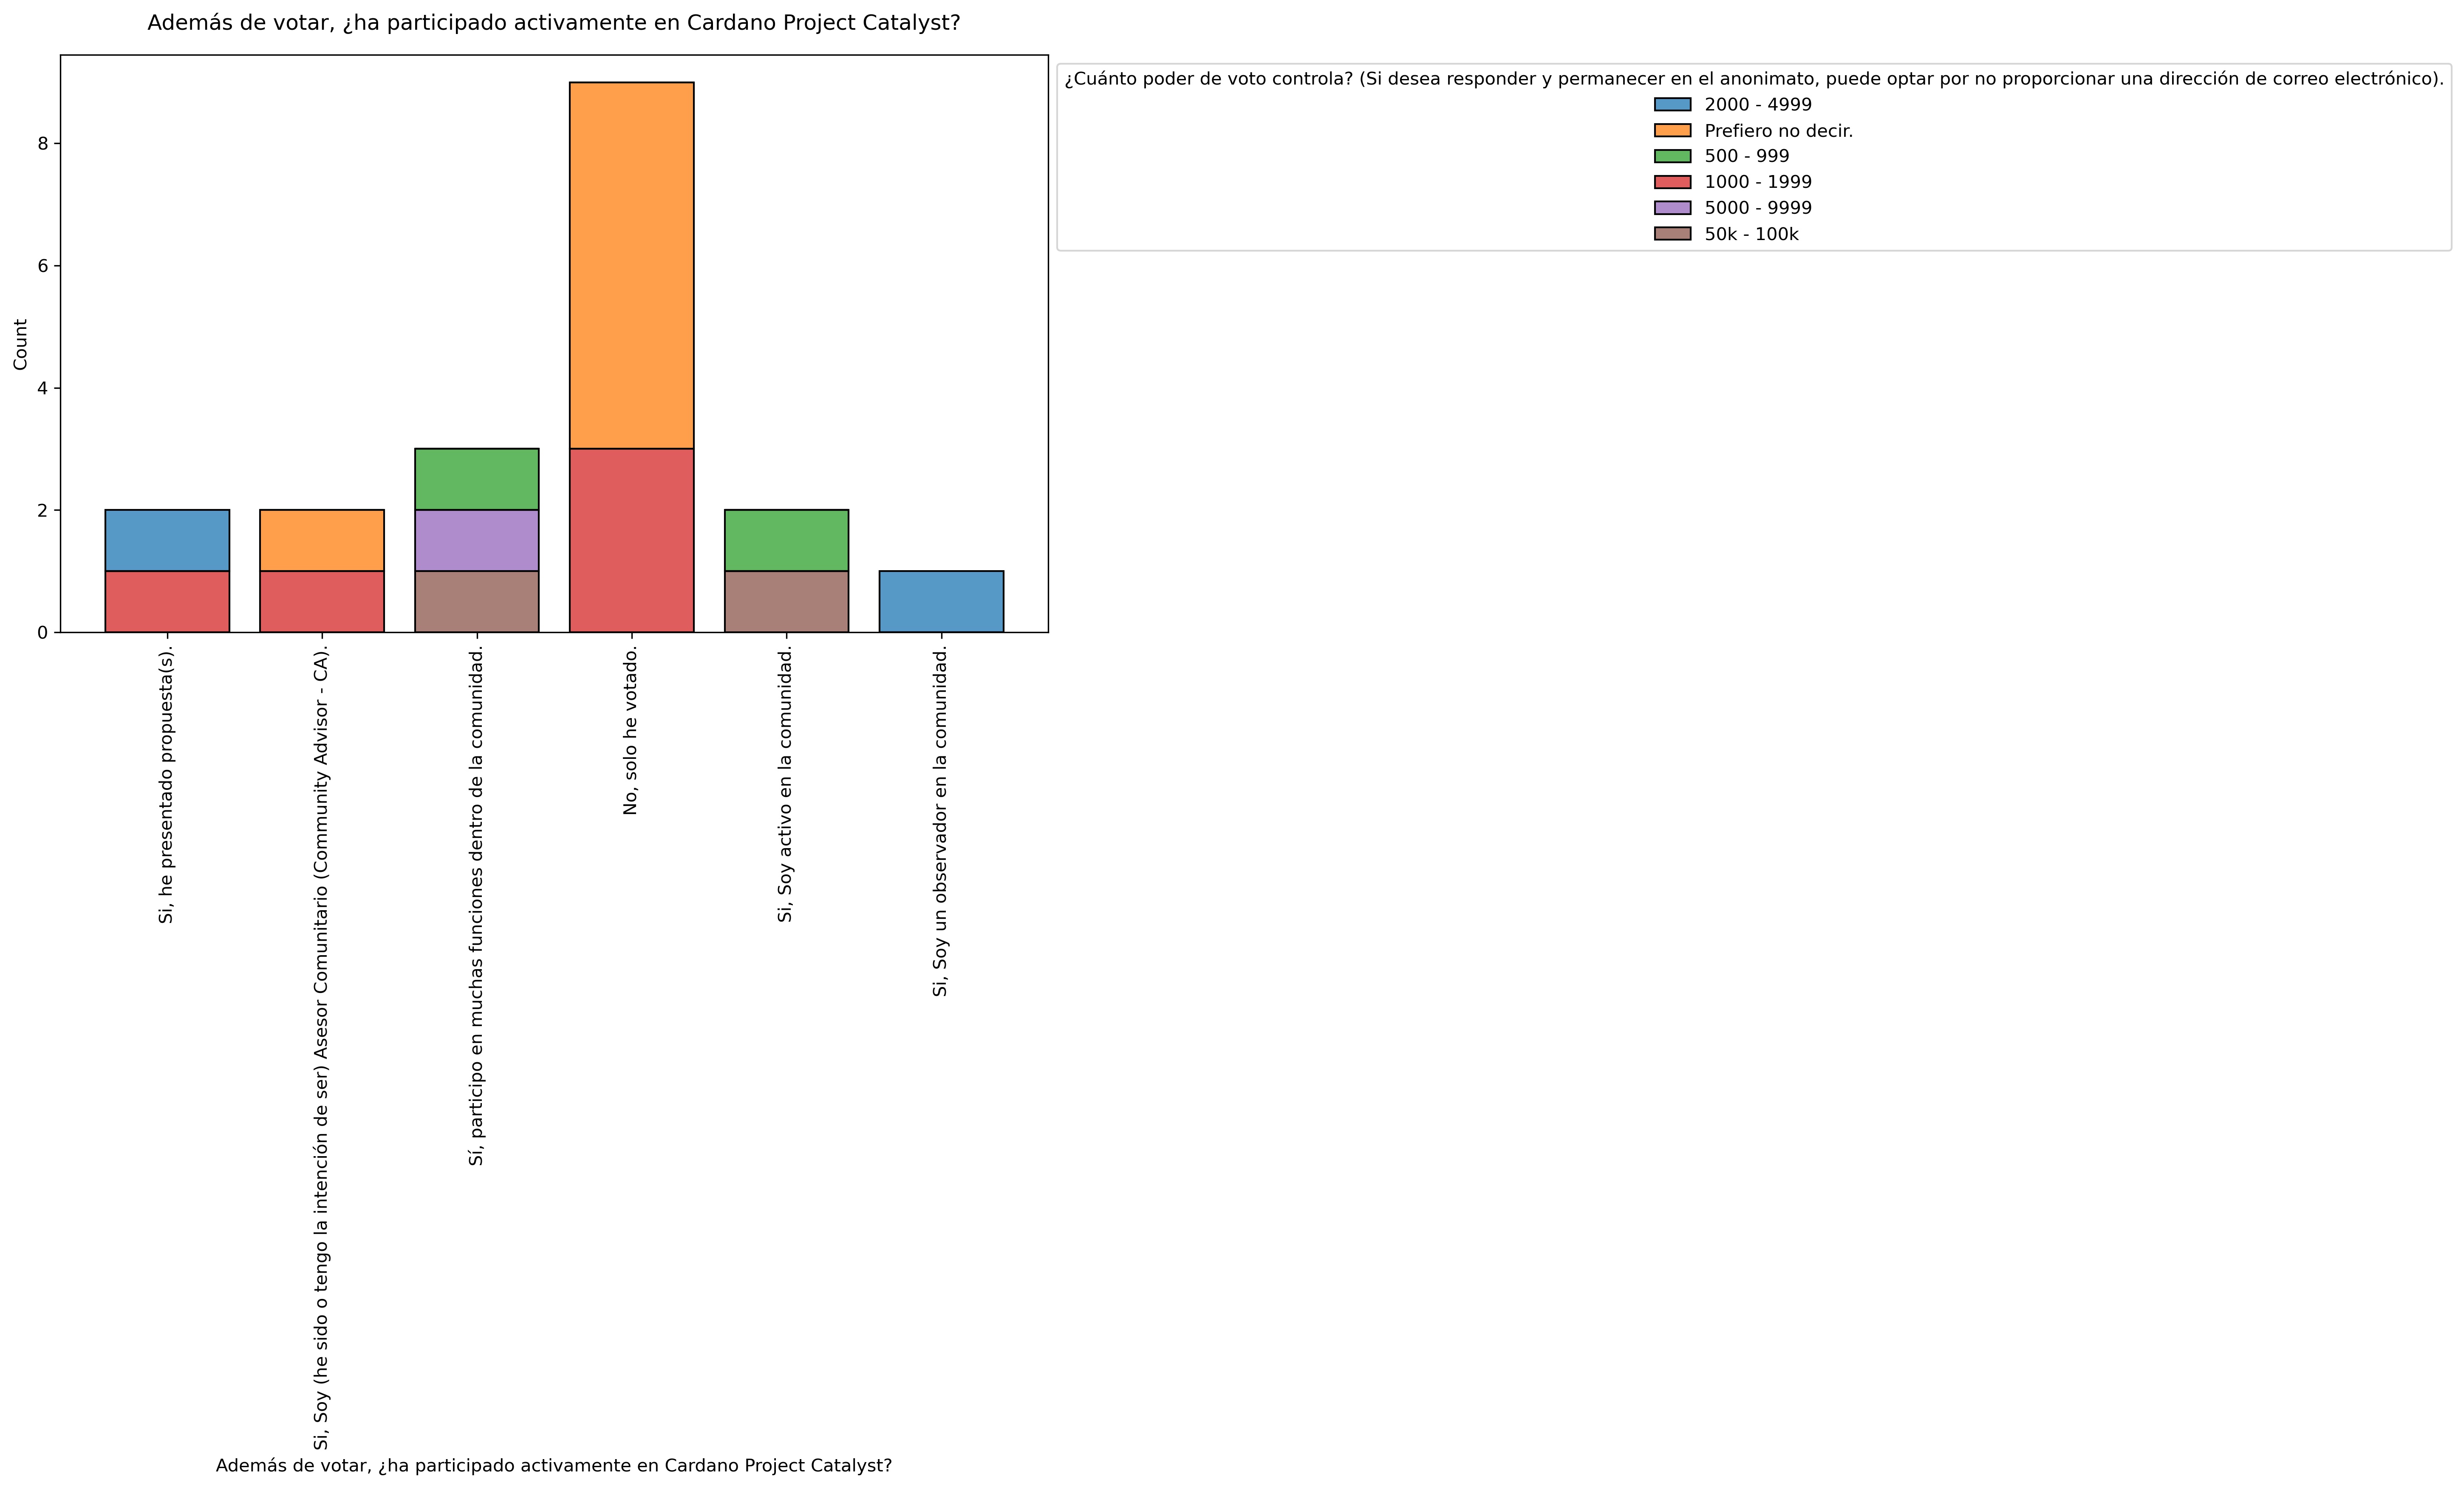 Además de votar, ¿ha participado activamente en Cardano Project Catalyst?
¿Cuánto poder de voto controla? (Si desea responder y permanecer en el anonimato, puede optar por no proporcionar una dirección de correo electrónico).
2000 - 4999
Prefiero no decir.
500 - 999
1000 - 1999
5000 - 9999
50k - 100k
Count
8
6
4
2
0
Si, he presentado propuesta(s).
Si, Soy (he sido o tengo la intención de ser) Asesor Comunitario (Community Advisor - CA).
Sí, participo en muchas funciones dentro de la comunidad.
No, solo he votado.
Si, Soy activo en la comunidad.
Si, Soy un observador en la comunidad.
Además de votar, ¿ha participado activamente en Cardano Project Catalyst?